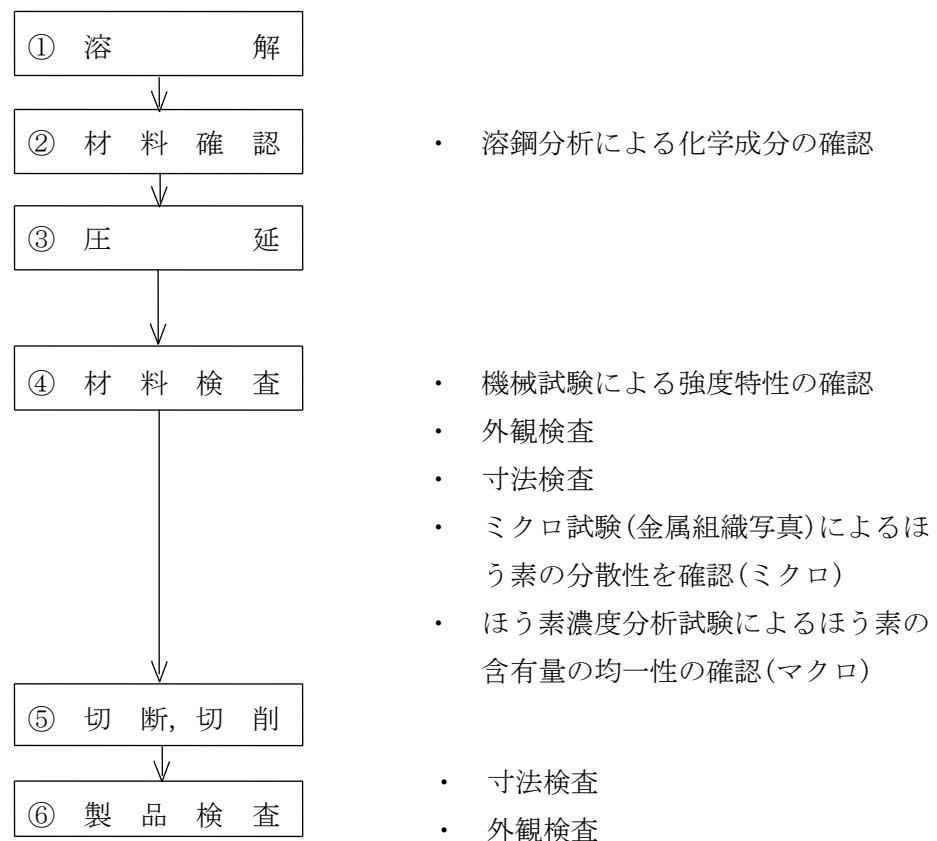 ① 溶 解
② 材 料 確 認
・ 溶鋼分析による化学成分の確認
③ 圧 延
④ 材 料 検 査
・ 機械試験による強度特性の確認
・ 外観検査
・ 寸法検査
・ ミクロ試験(金属組織写真)によるほ
う素の分散性を確認(ミクロ)
・ ほう素濃度分析試験によるほう素の
含有量の均一性の確認(マクロ)
⑤ 切 断, 切 削
⑥ 製 品 検 査
・ 寸法検査
・ 外観検査